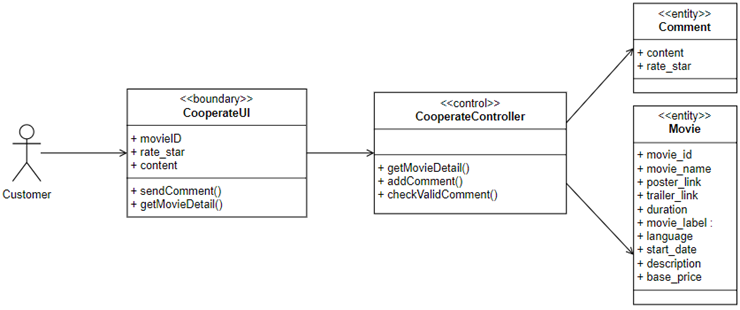 Customer
<<boundary>>
CooperateUI
+ movieID
+ rate_star
+ content
+ sendComment()
+ getMovieDetail()
<<control>>
CooperateController
+ getMovieDetail()
+ addComment()
+ checkValidComment()
<<entity>>
Comment
+ content
+ rate_star
<<entity>>
Movie
+ movie_id
+ movie_name
+ poster_link
+ trailer_link
+ duration
+ movie_label :
+ language
+ start_date
+ description
+ base_price